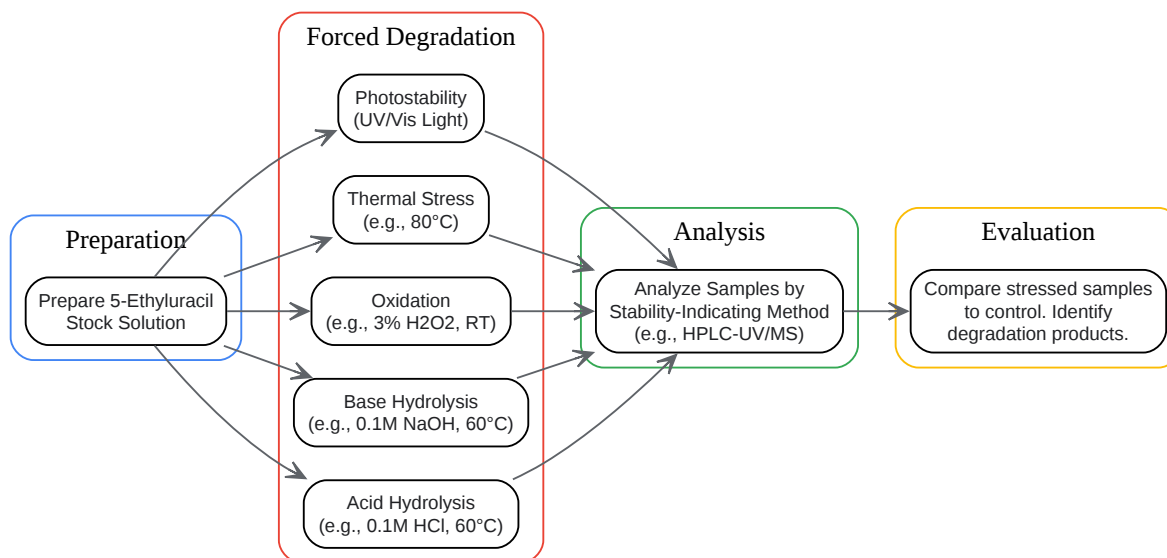 Forced Degradation
Photostability
(UV/Vis Light)
Thermal Stress
(e.g., 80°C)
Preparation
Analysis
Evaluation
Prepare 5-Ethyluracil
Stock Solution
Oxidation
(e.g., 3% H2O2, RT)
Analyze Samples by
Stability-Indicating Method
(e.g., HPLC-UV/MS)
Compare stressed samples
to control. Identify
degradation products.
Base Hydrolysis
(e.g., 0.1M NaOH, 60°C)
Acid Hydrolysis
(e.g., 0.1M HCl, 60°C)